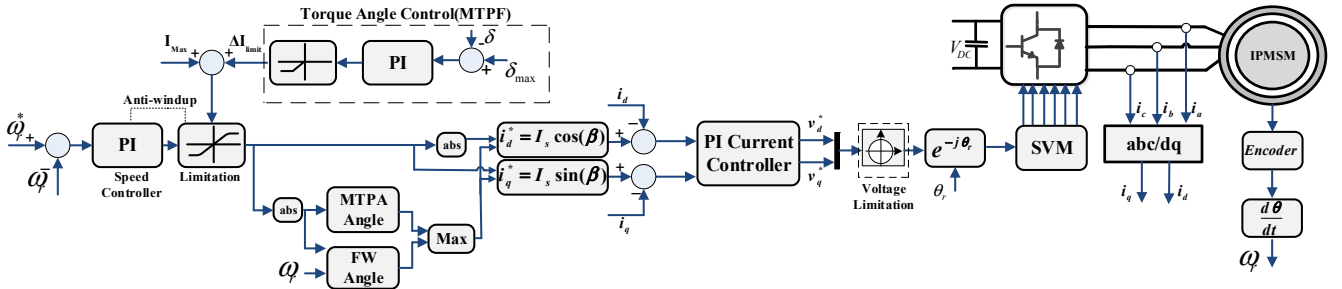 Torque Angle Control(MTPF)
I_Max
+
+
ΔI_limit
PI
- δ
+
δ_max
Anti-windup
ω_r^*
+
-
ω_r
PI
Speed
Controller
Limitation
abs
abs
MTPA
Angle
FW
Angle
ω_r
Max
i_d^* = I_s cos(β)
i_q^* = I_s sin(β)
i_d
-
+
+
-
i_q
PI Current
Controller
v_d^*
v_q^*
Voltage
Limitation
e^{-jθ_r}
θ_r
SVM
V_DC
i_c
i_b
i_a
abc/dq
i_q
i_d
IPMSM
Encoder
dθ
dt
ω_r